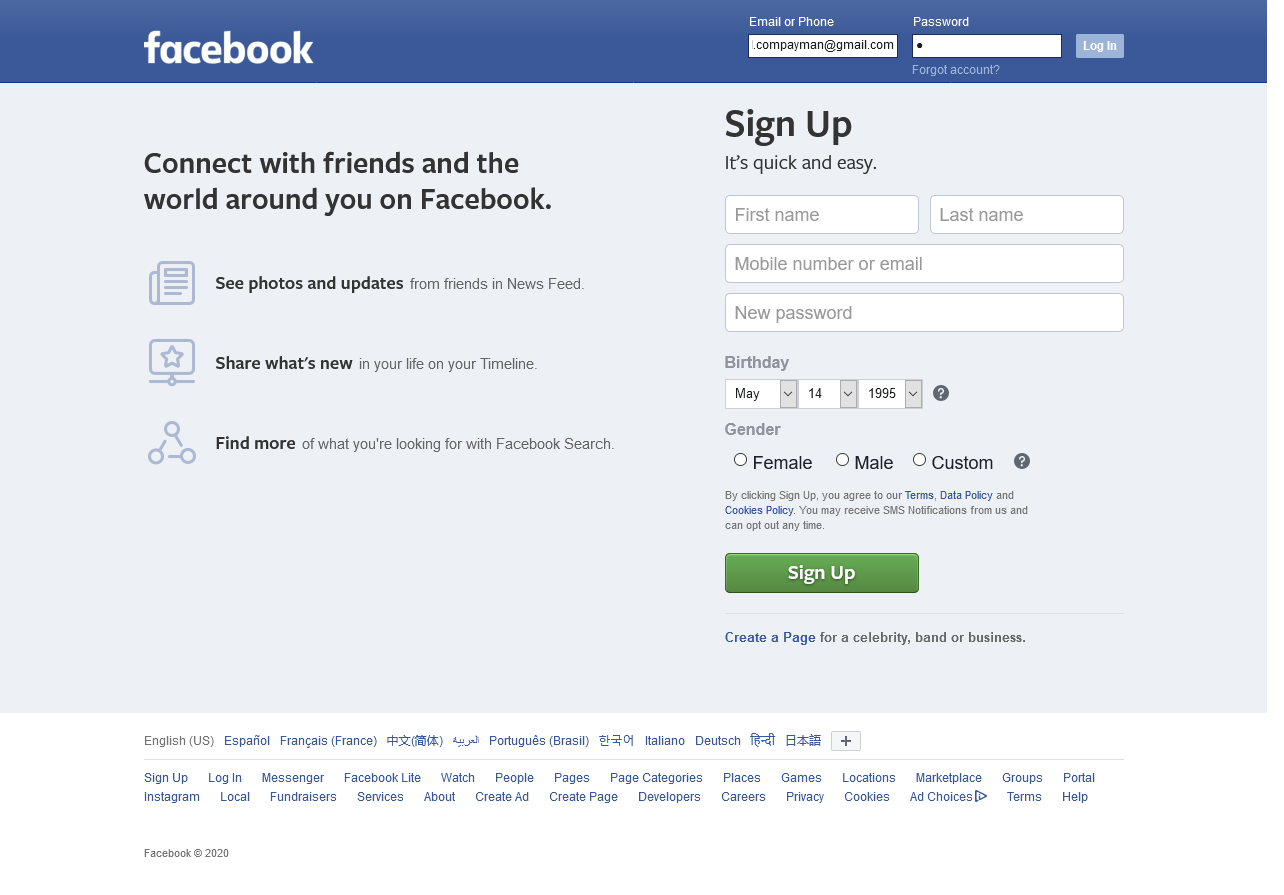 facebook
Email or Phone
Password
.compayman@gmail.com
Log In
Forgot account?
Connect with friends and the
world around you on Facebook.
See photos and updates from friends in News Feed.
Share what's new in your life on your Timeline.
Find more of what you're looking for with Facebook Search.
Sign Up
It's quick and easy.
First name
Last name
Mobile number or email
New password
Birthday
May
14
1995
?
Gender
Female
Male
Custom
?
By clicking Sign Up, you agree to our Terms, Data Policy and
Cookies Policy. You may receive SMS Notifications from us and
can opt out any time.
Sign Up
Create a Page for a celebrity, band or business.
English (US) Español Français (France) 中文(简体) العربية Português (Brasil) 한국어 Italiano Deutsch हिन्दी 日本語 +
Sign Up Log In Messenger Facebook Lite Watch People Pages Page Categories Places Games Locations Marketplace Groups Portal
Instagram Local Fundraisers Services About Create Ad Create Page Developers Careers Privacy Cookies Ad Choices Terms Help
Facebook © 2020